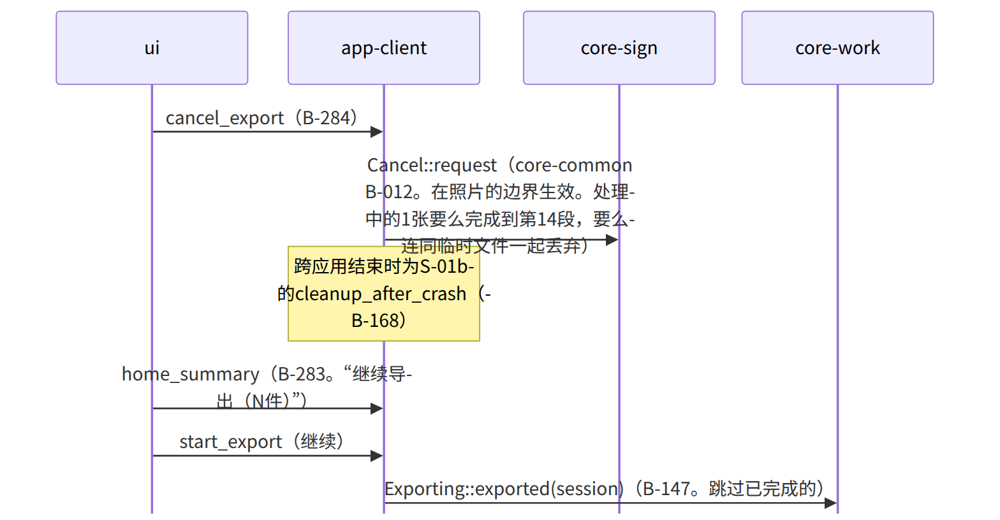 ui
app-client
core-sign
core-work
cancel_export（B-284）
Cancel::request（core-common
B-012。在照片的边界生效。处理-
中的1张要么完成到第14段，要么-
连同临时文件一起丢弃）
跨应用结束时为S-01b-
的cleanup_after_crash（-
B-168）
home_summary（B-283。“继续导-
出（N件）”）
start_export（继续）
Exporting::exported(session)（B-147。跳过已完成的）